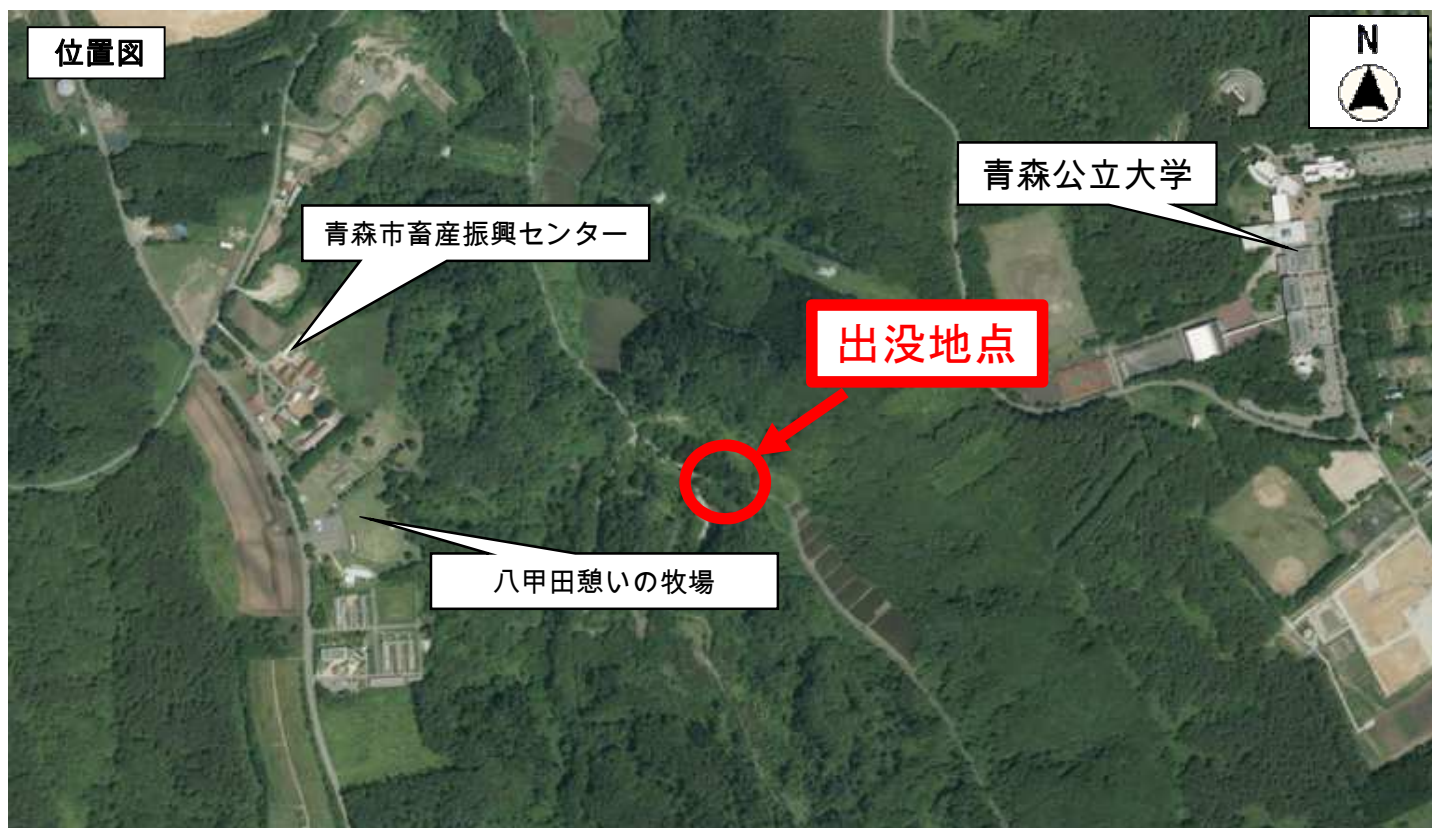 位置図
N
青森公立大学
青森市畜産振興センター
出没地点
八甲田憩いの牧場